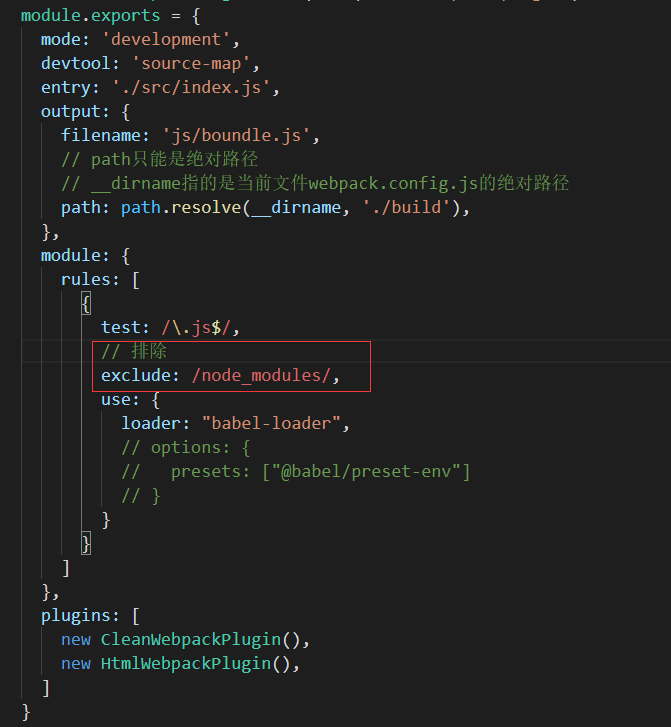 module.exports = {
  mode: 'development',
  devtool: 'source-map',
  entry: './src/index.js',
  output: {
    filename: 'js/boundle.js',
    // path只能是绝对路径
    // __dirname指的是当前文件webpack.config.js的绝对路径
    path: path.resolve(__dirname, './build'),
  },
  module: {
    rules: [
      {
        test: /\.js$/,
        // 排除
        exclude: /node_modules/,
        use: {
          loader: "babel-loader",
          // options: {
          //   presets: ["@babel/preset-env"]
          // }
        }
      }
    ]
  },
  plugins: [
    new CleanWebpackPlugin(),
    new HtmlWebpackPlugin(),
  ]
}